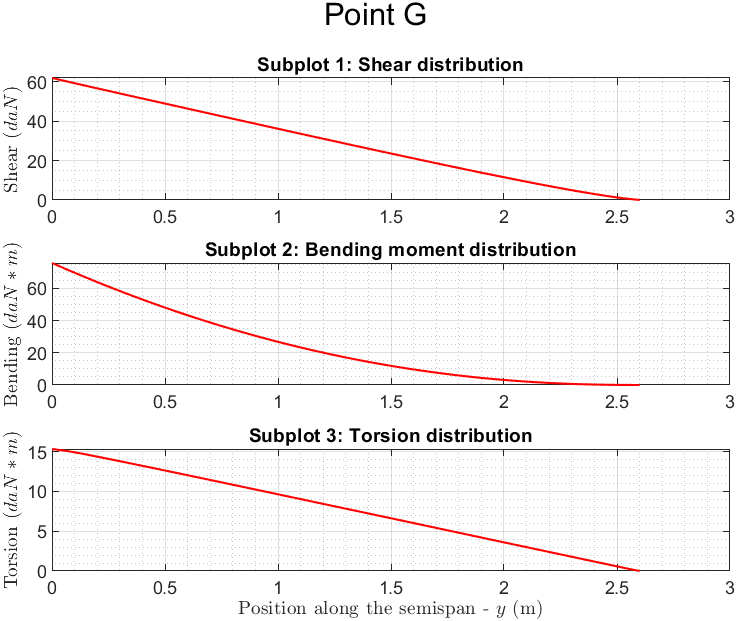 Point G
Subplot 1: Shear distribution
Shear (daN)
60
40
20
0
0 0.5 1 1.5 2 2.5 3
Subplot 2: Bending moment distribution
Bending (daN * m)
60
40
20
0
0 0.5 1 1.5 2 2.5 3
Subplot 3: Torsion distribution
Torsion (daN * m)
15
10
5
0
0 0.5 1 1.5 2 2.5 3
Position along the semispan - y (m)